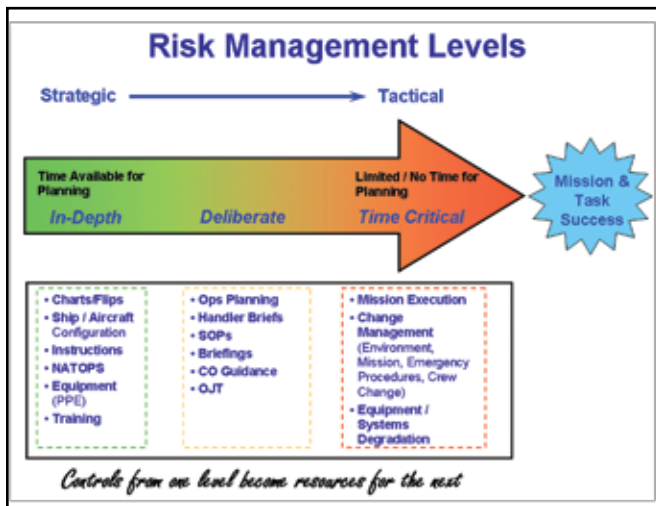 Risk Management Levels
Strategic
Tactical
Time Available for
Planning
In-Depth
Deliberate
Limited / No Time for
Planning
Time Critical
Mission &
Task
Success
• Charts/Flips
• Ship / Aircraft
Configuration
• Instructions
• NATOPS
• Equipment
(PPE)
• Training
• Ops Planning
• Handler Briefs
• SOPs
• Briefings
• CO Guidance
• OJT
• Mission Execution
• Change
Management
(Environment,
Mission, Emergency
Procedures, Crew
Change)
• Equipment /
Systems
Degradation
Controls from one level become resources for the next